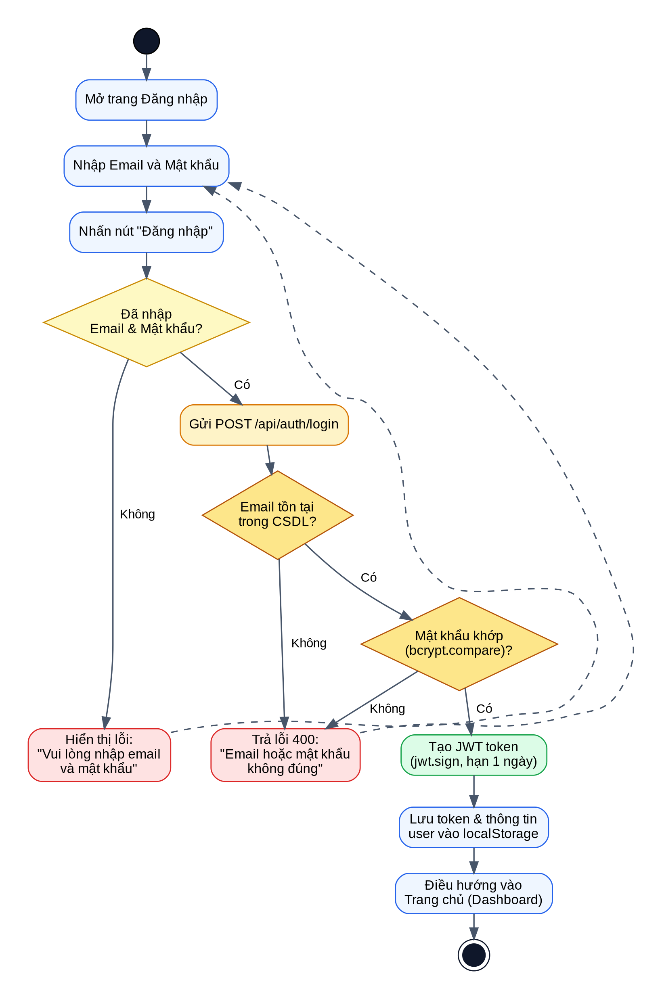 Mở trang Đăng nhập
Nhập Email và Mật khẩu
Nhấn nút "Đăng nhập"
Đã nhập
Email & Mật khẩu?
Có
Gửi POST /api/auth/login
Email tồn tại
trong CSDL?
Không
Có
Mật khẩu khớp
(bcrypt.compare)?
Không
Không
Có
Hiển thị lỗi:
"Vui lòng nhập email
và mật khẩu"
Trả lỗi 400:
"Email hoặc mật khẩu
không đúng"
Tạo JWT token
(jwt.sign, hạn 1 ngày)
Lưu token & thông tin
user vào localStorage
Điều hướng vào
Trang chủ (Dashboard)